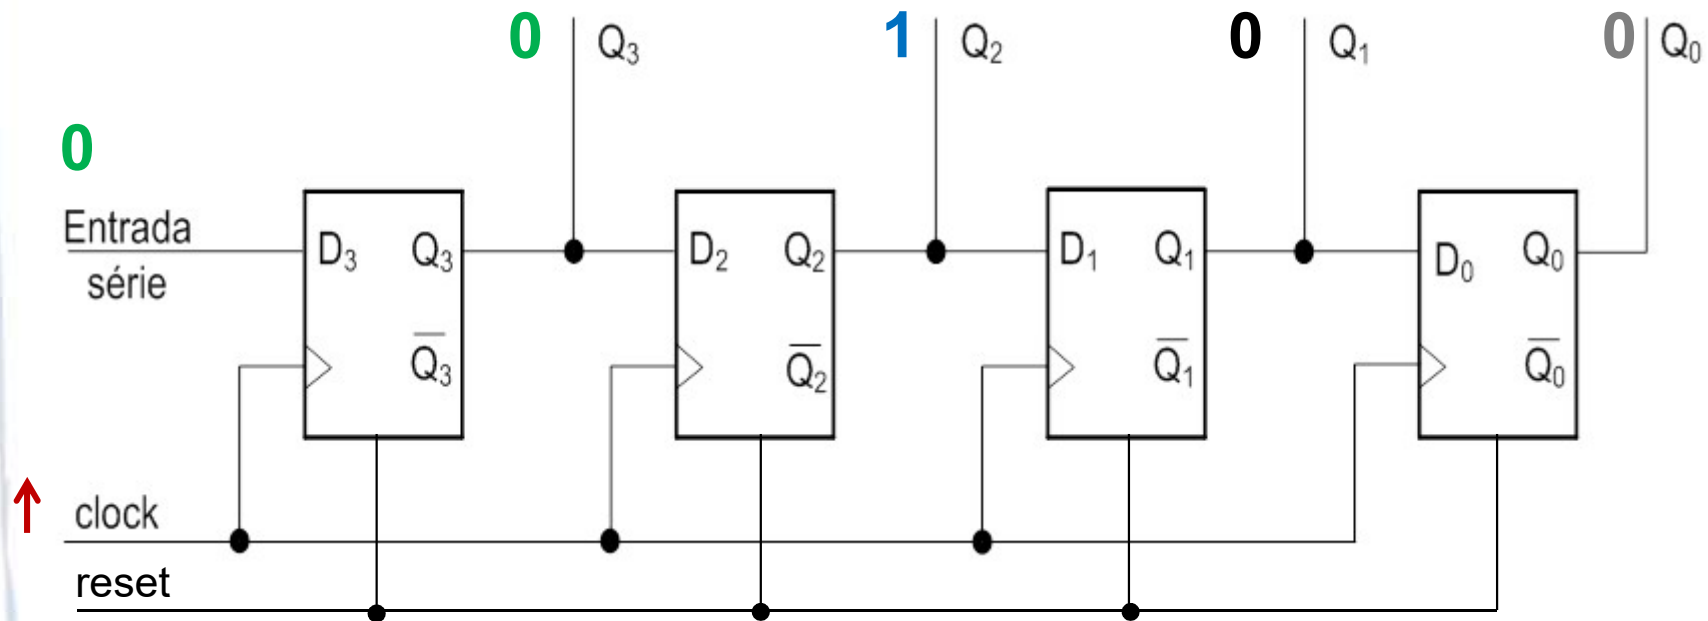 0 Q₃ 1 Q₂ 0 Q₁ 0 Q₀
0
Entrada
série
D₃ Q₃ D₂ Q₂ D₁ Q₁ D₀ Q₀
Q̅₃ Q̅₂ Q̅₁ Q̅₀
↑ clock
reset